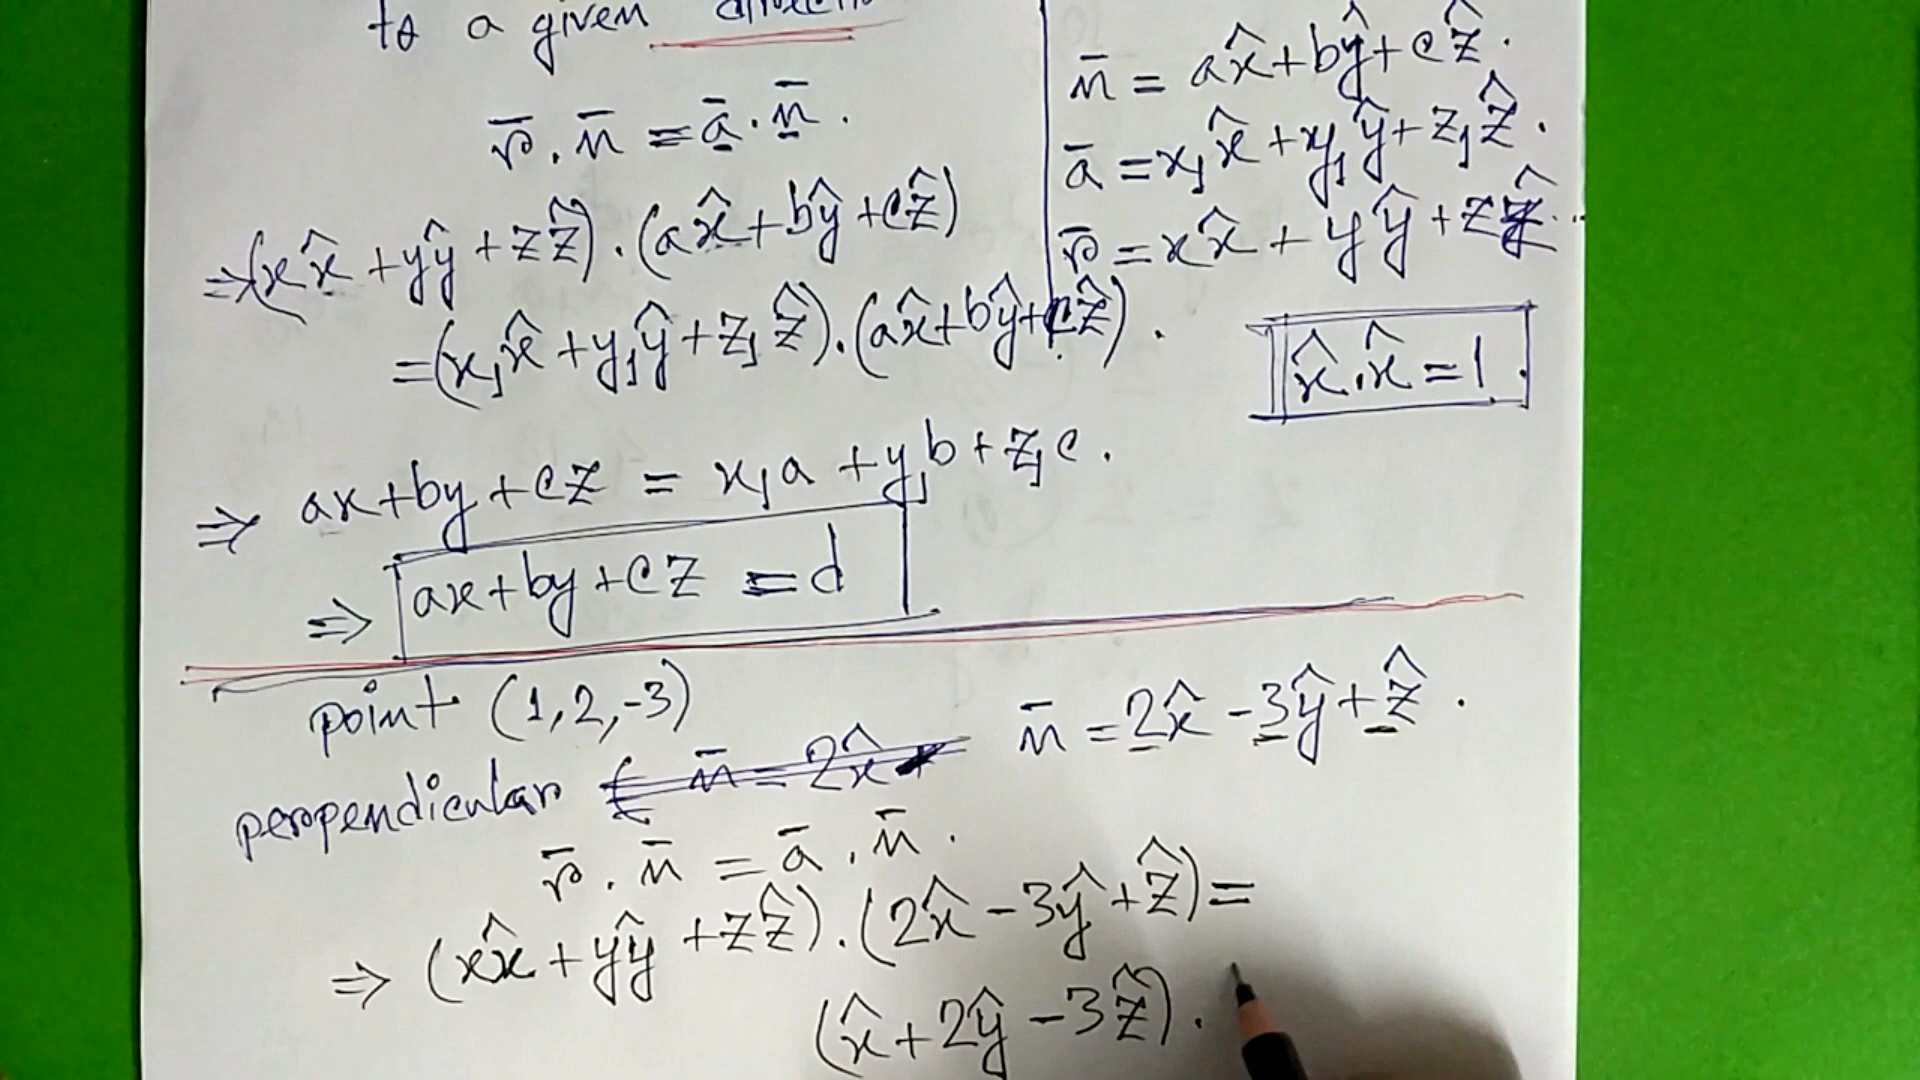 to a given
r̄ . n̄ = ā . n̄ .
⇒ (xx̂ + yŷ + zẑ) . (ax̂ + bŷ + cẑ)
= (x₁x̂ + y₁ŷ + z₁ẑ) . (ax̂ + bŷ + cẑ) .
⇒ ax + by + cz = x₁a + y₁b + z₁c .
⇒ ax + by + cz = d
n̄ = ax̂ + bŷ + cẑ .
ā = x₁x̂ + y₁ŷ + z₁ẑ .
r̄ = xx̂ + yŷ + zẑ ..
x̂ . x̂ = 1 .
point (1, 2, -3)
perpendicular n̄ = 2x̂
n̄ = 2x̂ - 3ŷ + ẑ .
r̄ . n̄ = ā . n̄ .
⇒ (xx̂ + yŷ + zẑ) . (2x̂ - 3ŷ + ẑ) =
(x̂ + 2ŷ - 3ẑ) .